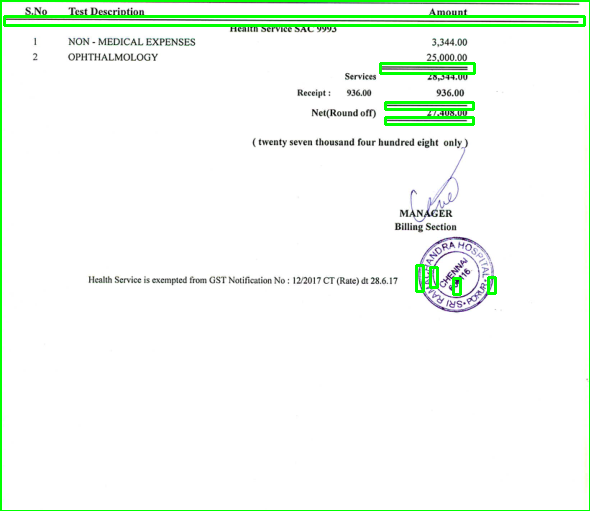 S.No Test Description Amount
Health Service SAC 9993
1 NON - MEDICAL EXPENSES 3,344.00
2 OPHTHALMOLOGY 25,000.00
Services 28,344.00
Receipt : 936.00 936.00
Net(Round off) 27,408.00
( twenty seven thousand four hundred eight only )
MANAGER
Billing Section
Health Service is exempted from GST Notification No : 12/2017 CT (Rate) dt 28.6.17
SRI RAMACHANDRA HOSPITAL
PORUR
CHENNAI